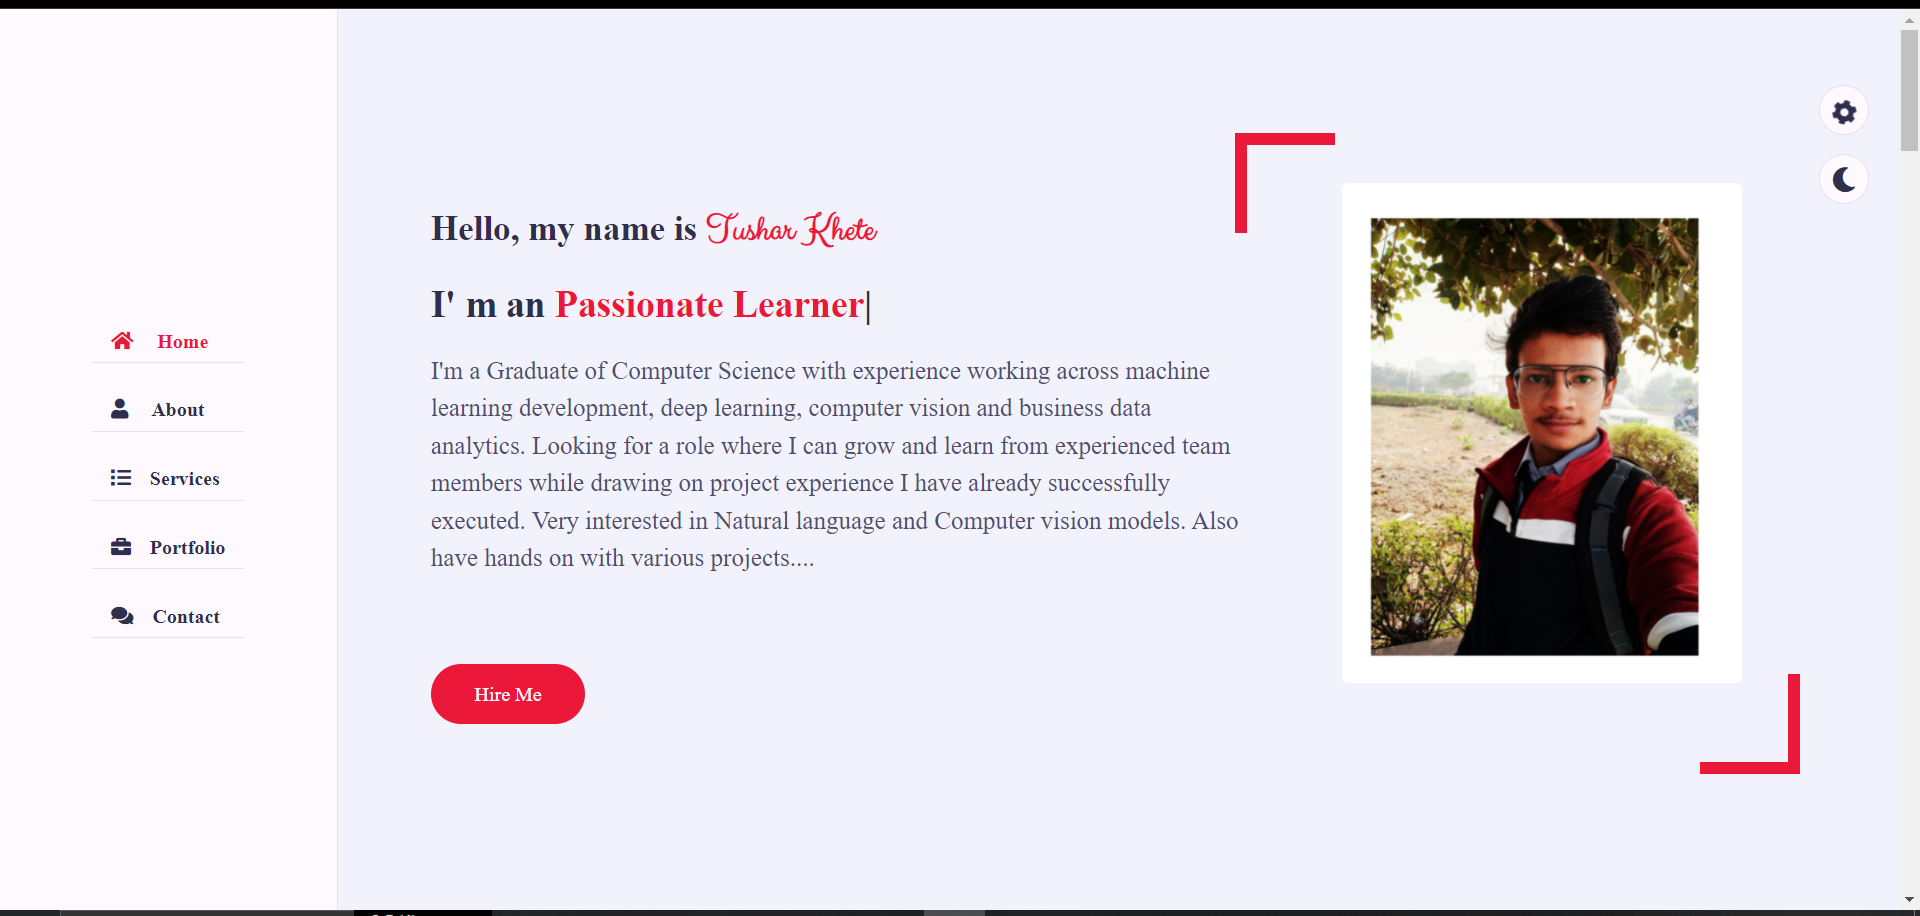 Home
About
Services
Portfolio
Contact
Hello, my name is Tushar Khete
I' m an Passionate Learner|
I'm a Graduate of Computer Science with experience working across machine
learning development, deep learning, computer vision and business data
analytics. Looking for a role where I can grow and learn from experienced team
members while drawing on project experience I have already successfully
executed. Very interested in Natural language and Computer vision models. Also
have hands on with various projects....
Hire Me